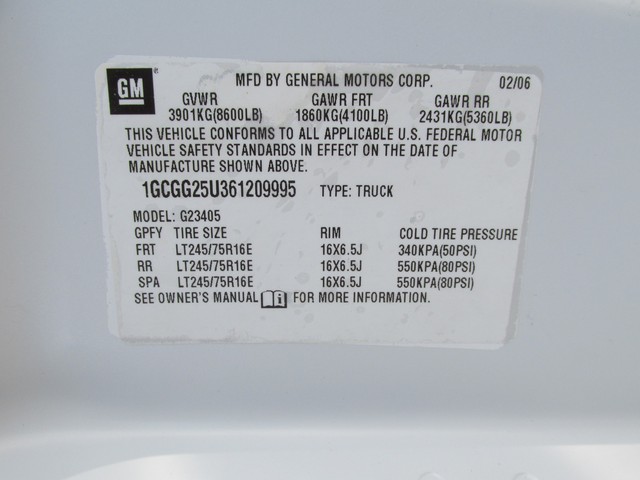 GM MFD BY GENERAL MOTORS CORP. 02/06
GVWR GAWR FRT GAWR RR
3901KG(8600LB) 1860KG(4100LB) 2431KG(5360LB)
THIS VEHICLE CONFORMS TO ALL APPLICABLE U.S. FEDERAL MOTOR
VEHICLE SAFETY STANDARDS IN EFFECT ON THE DATE OF
MANUFACTURE SHOWN ABOVE.
1GCGG25U361209995 TYPE: TRUCK
MODEL: G23405
GPFY TIRE SIZE RIM COLD TIRE PRESSURE
FRT LT245/75R16E 16X6.5J 340KPA(50PSI)
RR LT245/75R16E 16X6.5J 550KPA(80PSI)
SPA LT245/75R16E 16X6.5J 550KPA(80PSI)
SEE OWNER'S MANUAL FOR MORE INFORMATION.